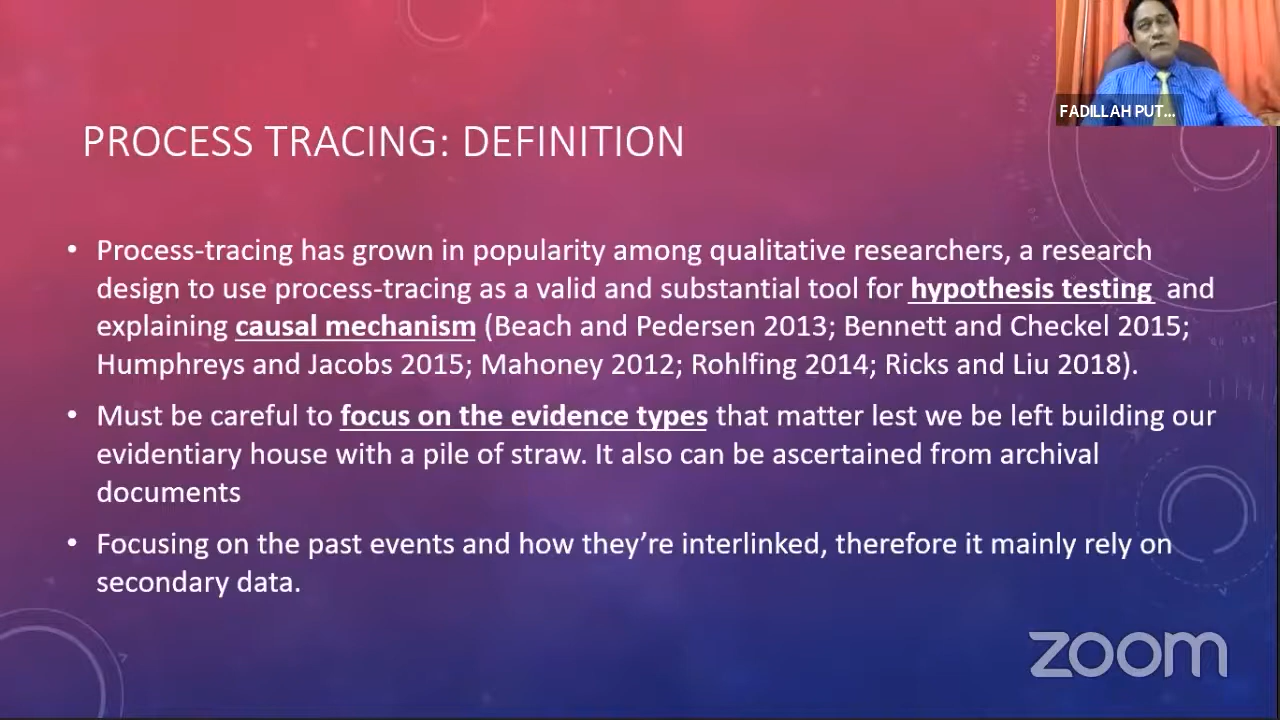 FADILLAH PUT...
PROCESS TRACING: DEFINITION
• Process-tracing has grown in popularity among qualitative researchers, a research
design to use process-tracing as a valid and substantial tool for hypothesis testing and
explaining causal mechanism (Beach and Pedersen 2013; Bennett and Checkel 2015;
Humphreys and Jacobs 2015; Mahoney 2012; Rohlfing 2014; Ricks and Liu 2018).
• Must be careful to focus on the evidence types that matter lest we be left building our
evidentiary house with a pile of straw. It also can be ascertained from archival
documents
• Focusing on the past events and how they’re interlinked, therefore it mainly rely on
secondary data.
zoom